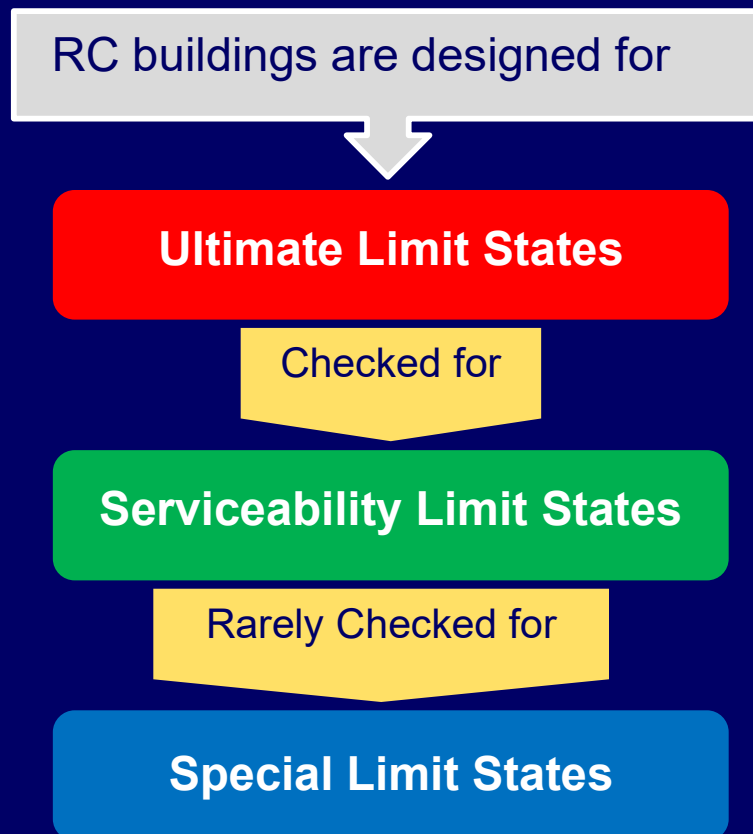 RC buildings are designed for
Ultimate Limit States
Checked for
Serviceability Limit States
Rarely Checked for
Special Limit States